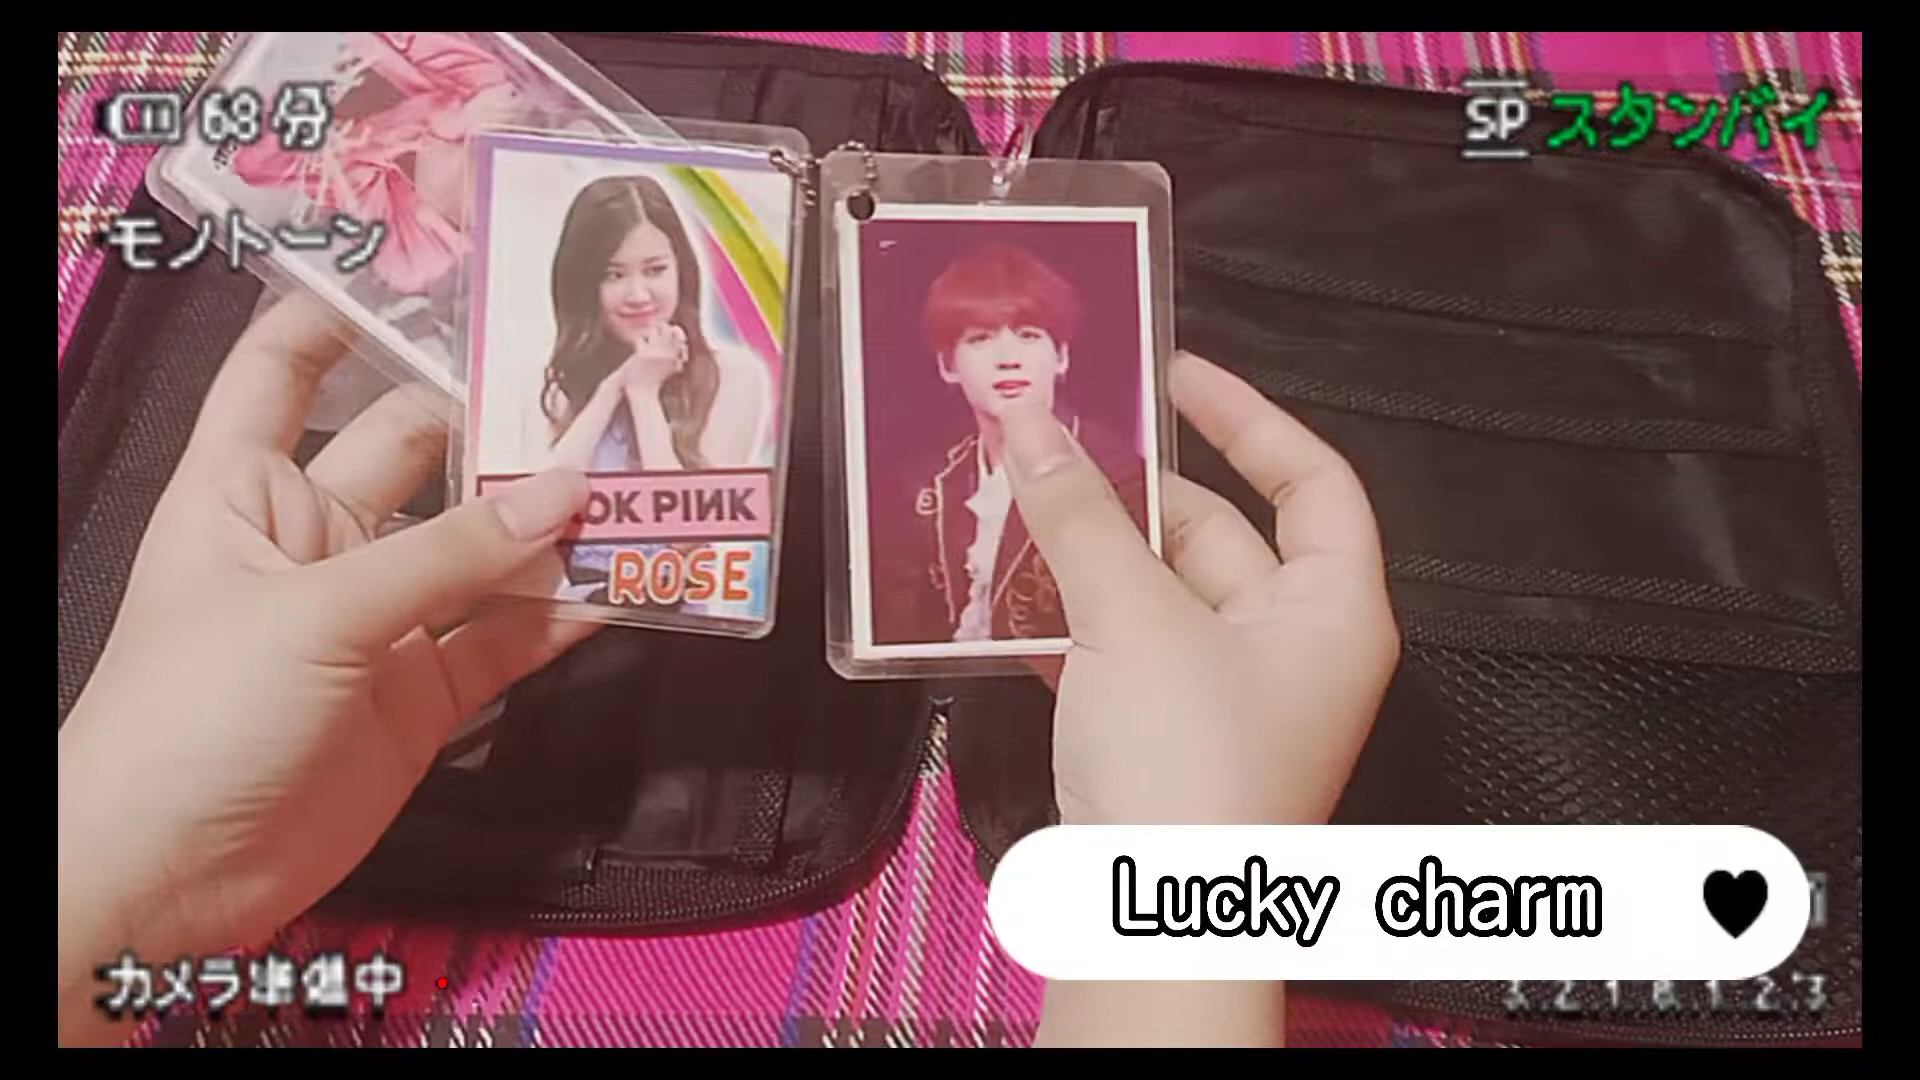 68分
SP スタンバイ
モノトーン
OK PIИK
ROSE
Lucky charm
カメラ準備中